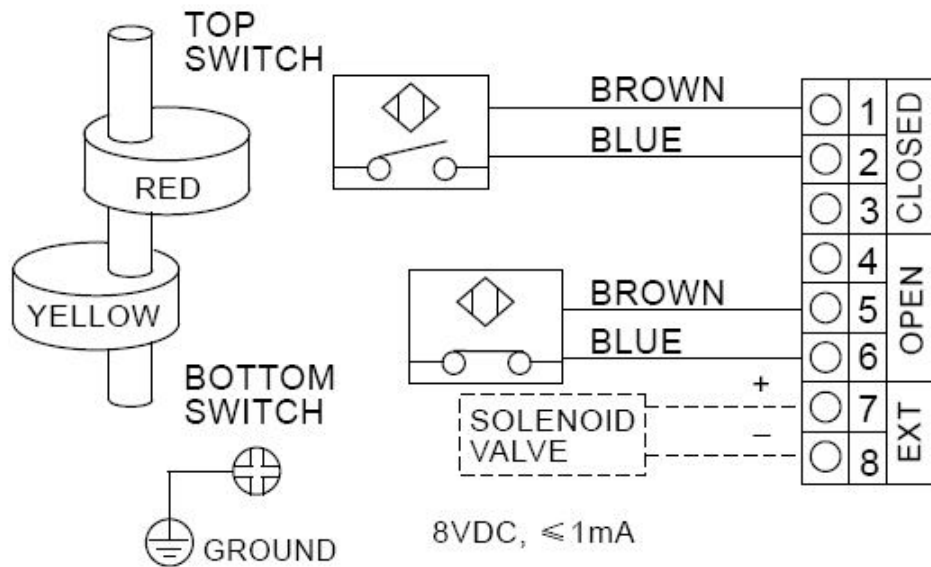 TOP
SWITCH
RED
YELLOW
BOTTOM
SWITCH
GROUND
BROWN
BLUE
BROWN
BLUE
SOLENOID
VALVE
+
–
8VDC, ≤1mA
1
2
3
4
5
6
7
8
CLOSED
OPEN
EXT